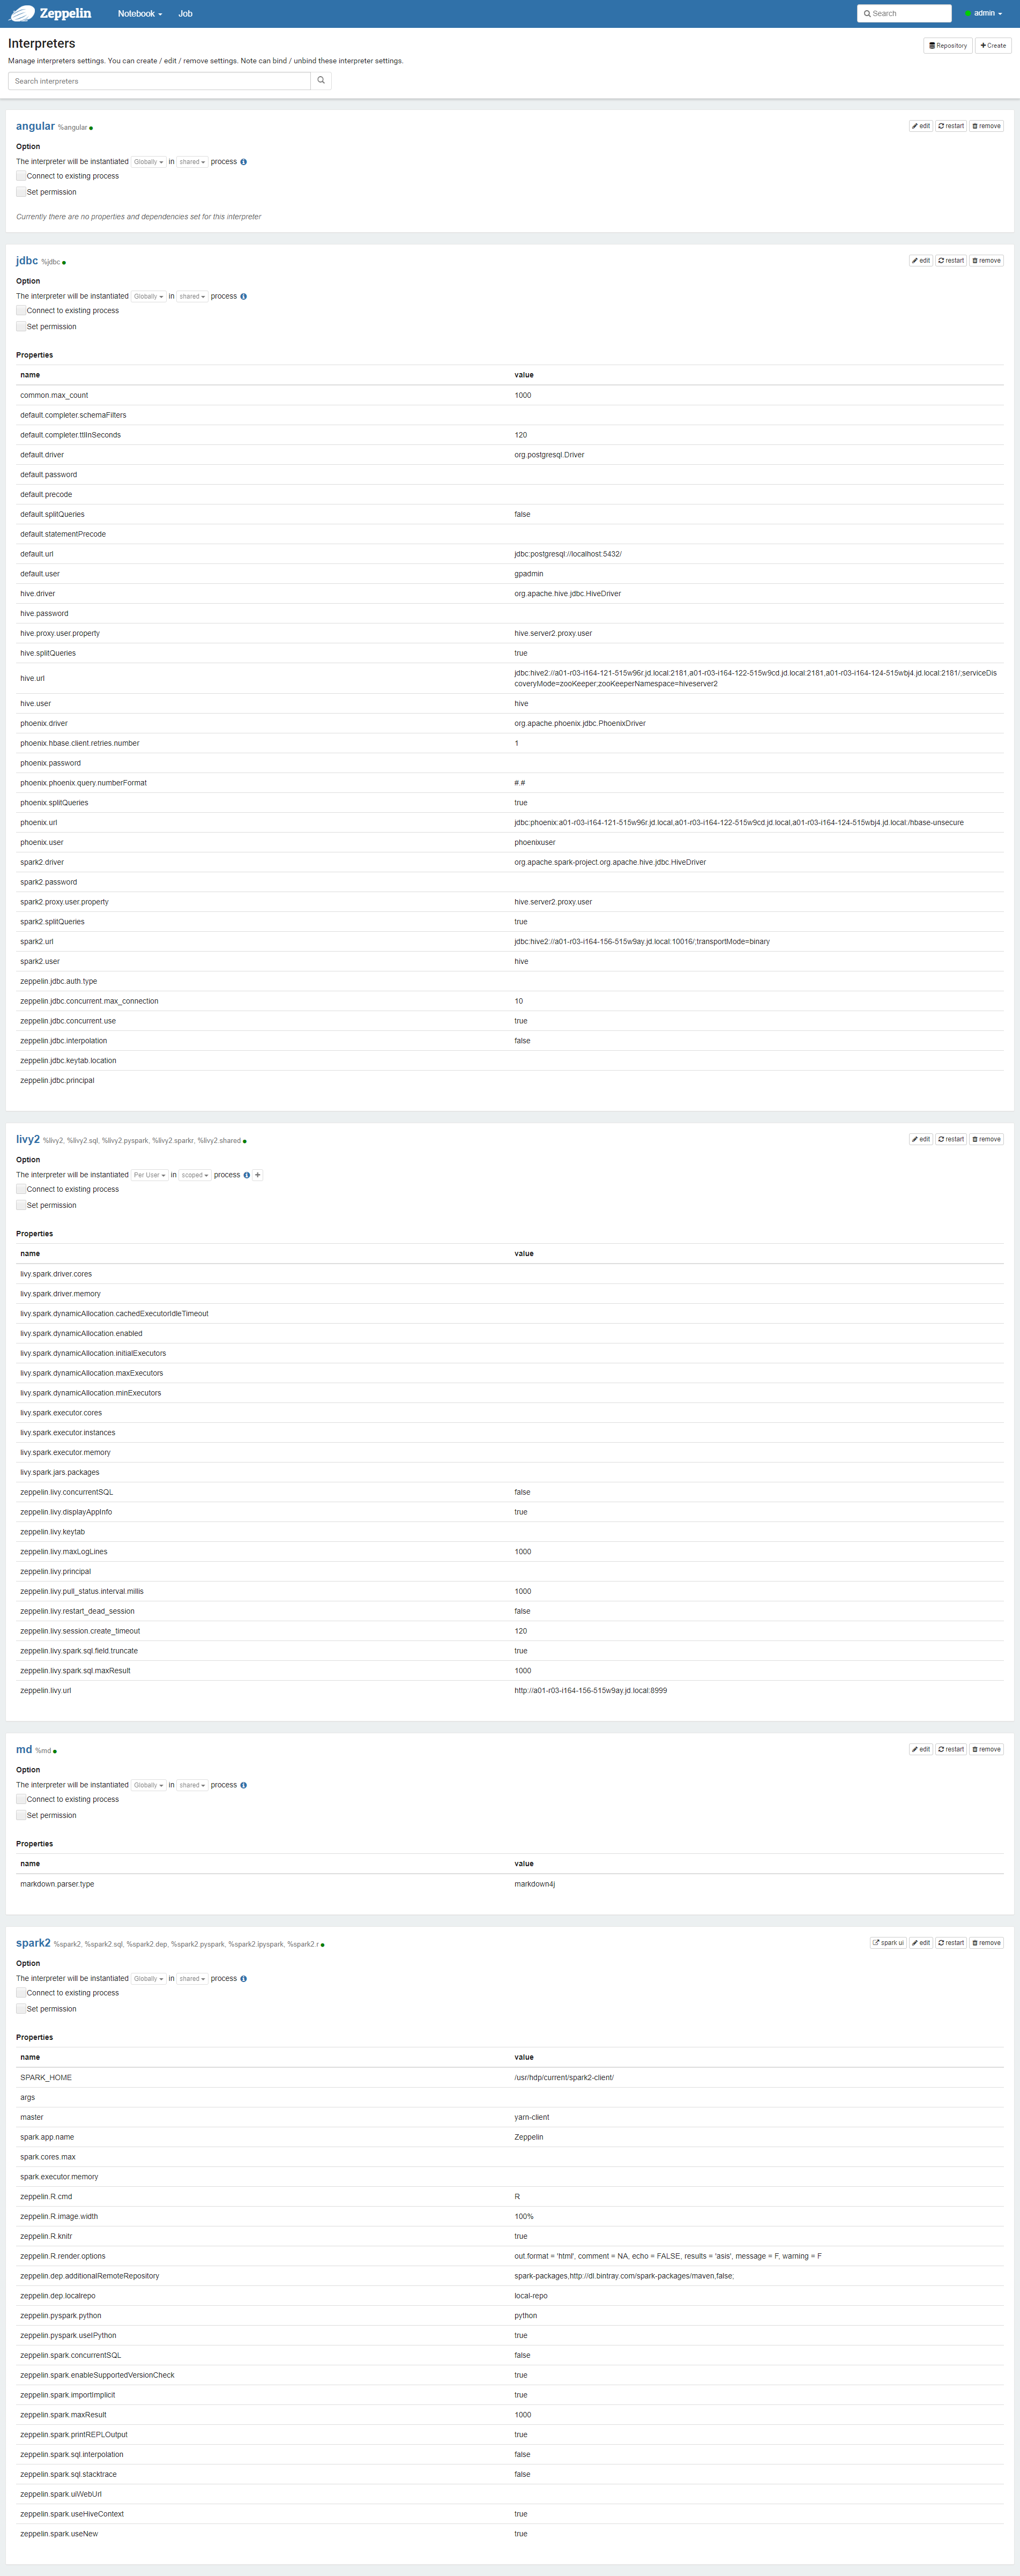 Zeppelin Notebook Job Search admin
Interpreters Repository Create
Manage interpreters settings. You can create / edit / remove settings. Note can bind / unbind these interpreter settings.
Search interpreters
angular %angular edit restart remove
Option
The interpreter will be instantiated Globally in shared process
Connect to existing process
Set permission
Currently there are no properties and dependencies set for this interpreter
jdbc %jdbc edit restart remove
Option
The interpreter will be instantiated Globally in shared process
Connect to existing process
Set permission
Properties
name value
common.max_count 1000
default.completer.schemaFilters
default.completer.ttlInSeconds 120
default.driver org.postgresql.Driver
default.password
default.precode
default.splitQueries false
default.statementPrecode
default.url jdbc:postgresql://localhost:5432/
default.user gpadmin
hive.driver org.apache.hive.jdbc.HiveDriver
hive.password
hive.proxy.user.property hive.server2.proxy.user
hive.splitQueries true
hive.url jdbc:hive2://a01-r03-i164-121-515w96r.jd.local:2181,a01-r03-i164-122-515w9cd.jd.local:2181,a01-r03-i164-124-515wbj4.jd.local:2181/;serviceDis
coveryMode=zooKeeper;zooKeeperNamespace=hiveserver2
hive.user hive
phoenix.driver org.apache.phoenix.jdbc.PhoenixDriver
phoenix.hbase.client.retries.number 1
phoenix.password
phoenix.phoenix.query.numberFormat #.#
phoenix.splitQueries true
phoenix.url jdbc:phoenix:a01-r03-i164-121-515w96r.jd.local,a01-r03-i164-122-515w9cd.jd.local,a01-r03-i164-124-515wbj4.jd.local:/hbase-unsecure
phoenix.user phoenixuser
spark2.driver org.apache.spark-project.org.apache.hive.jdbc.HiveDriver
spark2.password
spark2.proxy.user.property hive.server2.proxy.user
spark2.splitQueries true
spark2.url jdbc:hive2://a01-r03-i164-156-515w9ay.jd.local:10016/;transportMode=binary
spark2.user hive
zeppelin.jdbc.auth.type
zeppelin.jdbc.concurrent.max_connection 10
zeppelin.jdbc.concurrent.use true
zeppelin.jdbc.interpolation false
zeppelin.jdbc.keytab.location
zeppelin.jdbc.principal
livy2 %livy2, %livy2.sql, %livy2.pyspark, %livy2.sparkr, %livy2.shared edit restart remove
Option
The interpreter will be instantiated Per User in scoped process
Connect to existing process
Set permission
Properties
name value
livy.spark.driver.cores
livy.spark.driver.memory
livy.spark.dynamicAllocation.cachedExecutorIdleTimeout
livy.spark.dynamicAllocation.enabled
livy.spark.dynamicAllocation.initialExecutors
livy.spark.dynamicAllocation.maxExecutors
livy.spark.dynamicAllocation.minExecutors
livy.spark.executor.cores
livy.spark.executor.instances
livy.spark.executor.memory
livy.spark.jars.packages
zeppelin.livy.concurrentSQL false
zeppelin.livy.displayAppInfo true
zeppelin.livy.keytab
zeppelin.livy.maxLogLines 1000
zeppelin.livy.principal
zeppelin.livy.pull_status.interval.millis 1000
zeppelin.livy.restart_dead_session false
zeppelin.livy.session.create_timeout 120
zeppelin.livy.spark.sql.field.truncate true
zeppelin.livy.spark.sql.maxResult 1000
zeppelin.livy.url http://a01-r03-i164-156-515w9ay.jd.local:8999
md %md edit restart remove
Option
The interpreter will be instantiated Globally in shared process
Connect to existing process
Set permission
Properties
name value
markdown.parser.type markdown4j
spark2 %spark2, %spark2.sql, %spark2.dep, %spark2.pyspark, %spark2.ipyspark, %spark2.r spark ui edit restart remove
Option
The interpreter will be instantiated Globally in shared process
Connect to existing process
Set permission
Properties
name value
SPARK_HOME /usr/hdp/current/spark2-client/
args
master yarn-client
spark.app.name Zeppelin
spark.cores.max
spark.executor.memory
zeppelin.R.cmd R
zeppelin.R.image.width 100%
zeppelin.R.knitr true
zeppelin.R.render.options out.format = 'html', comment = NA, echo = FALSE, results = 'asis', message = F, warning = F
zeppelin.dep.additionalRemoteRepository spark-packages,http://dl.bintray.com/spark-packages/maven,false;
zeppelin.dep.localrepo local-repo
zeppelin.pyspark.python python
zeppelin.pyspark.useIPython true
zeppelin.spark.concurrentSQL false
zeppelin.spark.enableSupportedVersionCheck true
zeppelin.spark.importImplicit true
zeppelin.spark.maxResult 1000
zeppelin.spark.printREPLOutput true
zeppelin.spark.sql.interpolation false
zeppelin.spark.sql.stacktrace false
zeppelin.spark.uiWebUrl
zeppelin.spark.useHiveContext true
zeppelin.spark.useNew true